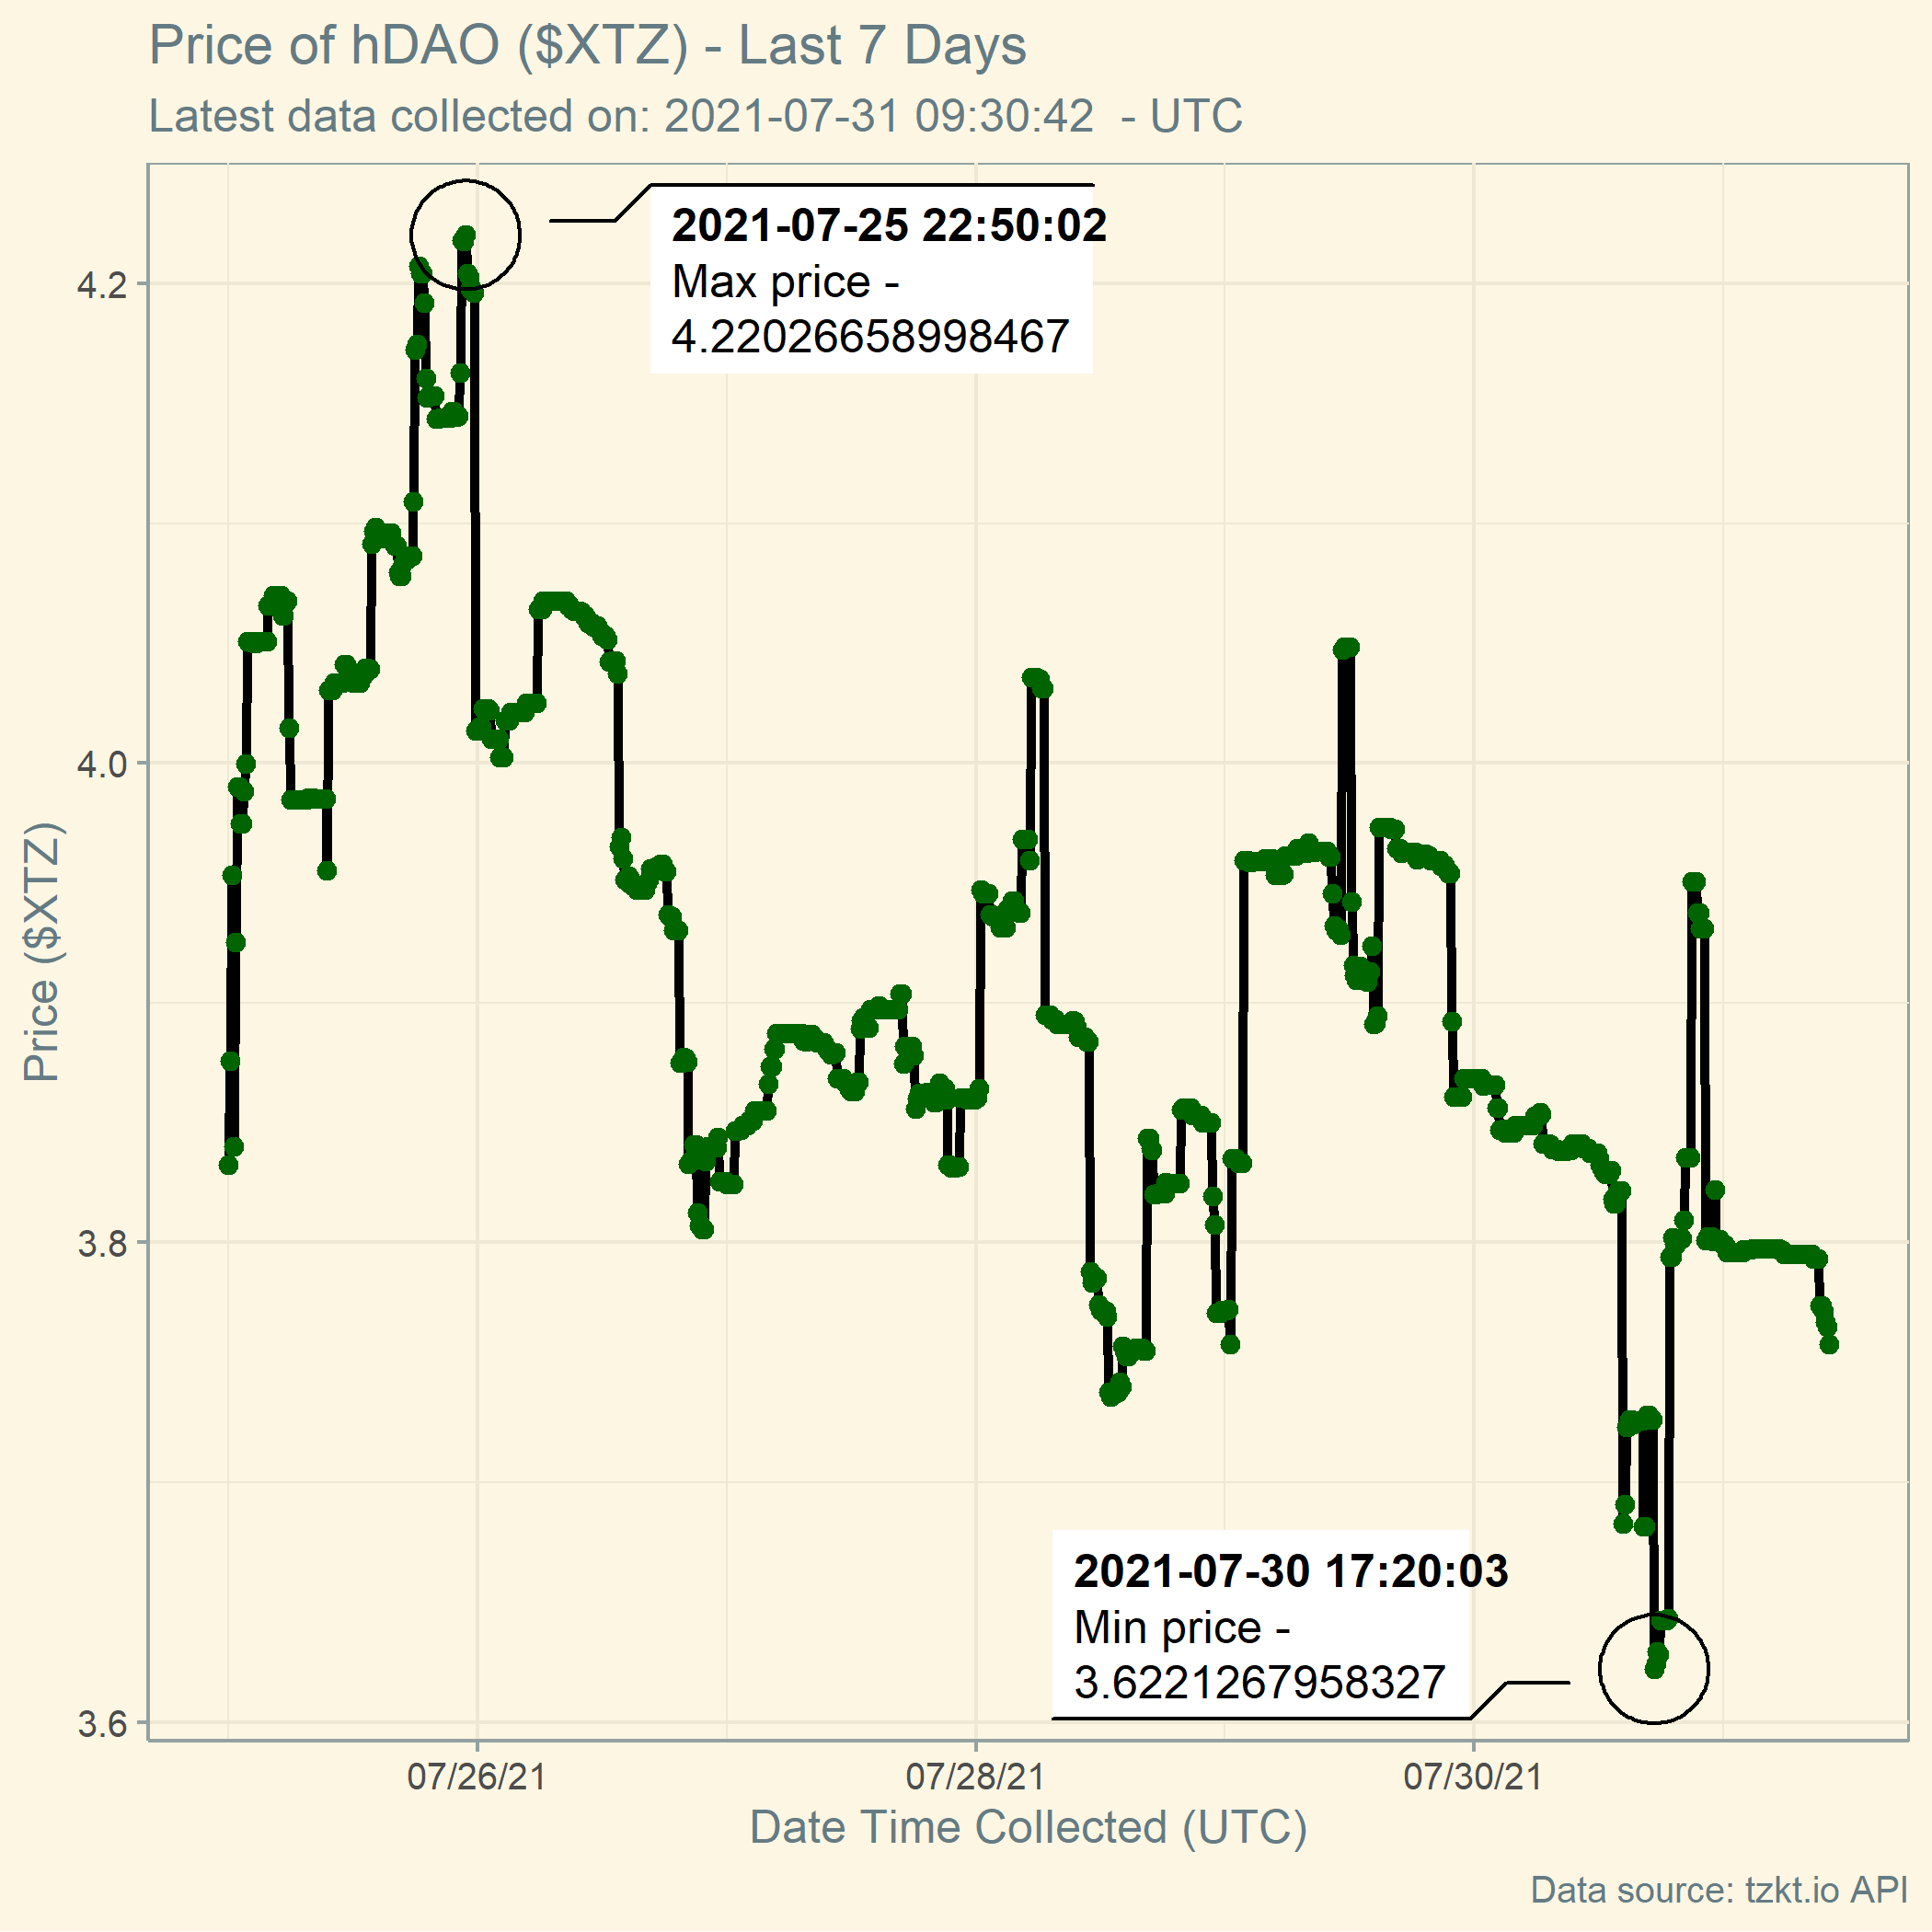 Price of hDAO ($XTZ) - Last 7 Days
Latest data collected on: 2021-07-31 09:30:42  - UTC
2021-07-25 22:50:02
Max price -
4.22026658998467
4.2
4.0
3.8
3.6
Price ($XTZ)
2021-07-30 17:20:03
Min price -
3.6221267958327
07/26/21
07/28/21
07/30/21
Date Time Collected (UTC)
Data source: tzkt.io API